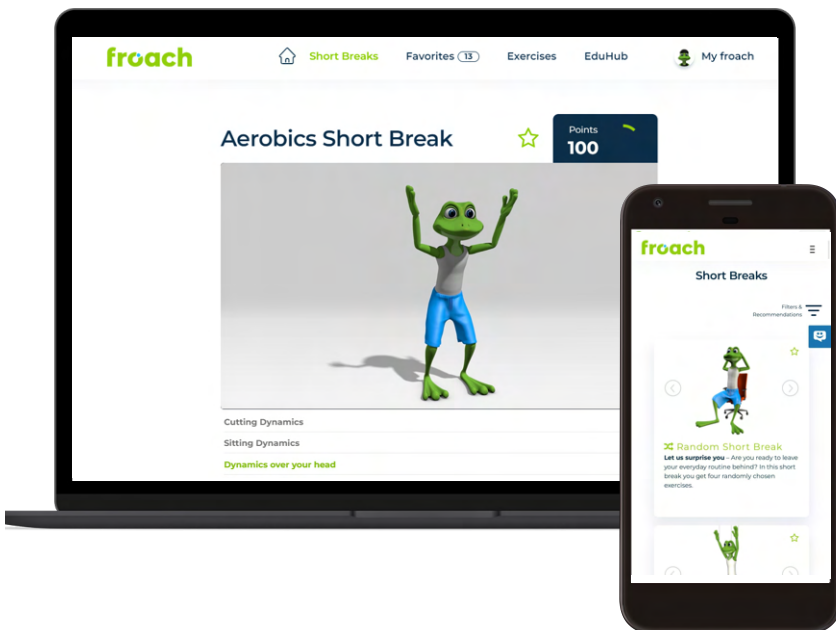 froach
Short Breaks
Favorites 13
Exercises
EduHub
My froach
Aerobics Short Break
Points
100
Cutting Dynamics
Sitting Dynamics
Dynamics over your head
froach
Short Breaks
Filters &
Recommendations
Random Short Break
Let us surprise you – Are you ready to leave
your everyday routine behind? In this short
break you get four randomly chosen
exercises.